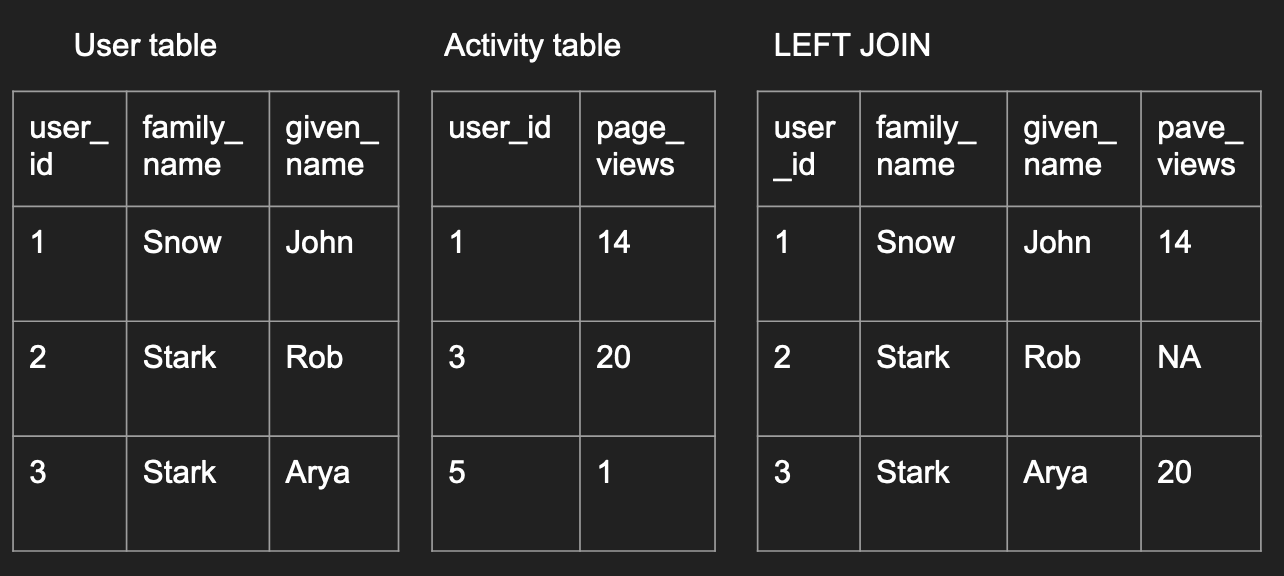 User table
Activity table
LEFT JOIN
user_
id
family_
name
given_
name
1
Snow
John
2
Stark
Rob
3
Stark
Arya
user_id
page_
views
1
14
3
20
5
1
user
_id
family_
name
given_
name
pave_
views
1
Snow
John
14
2
Stark
Rob
NA
3
Stark
Arya
20